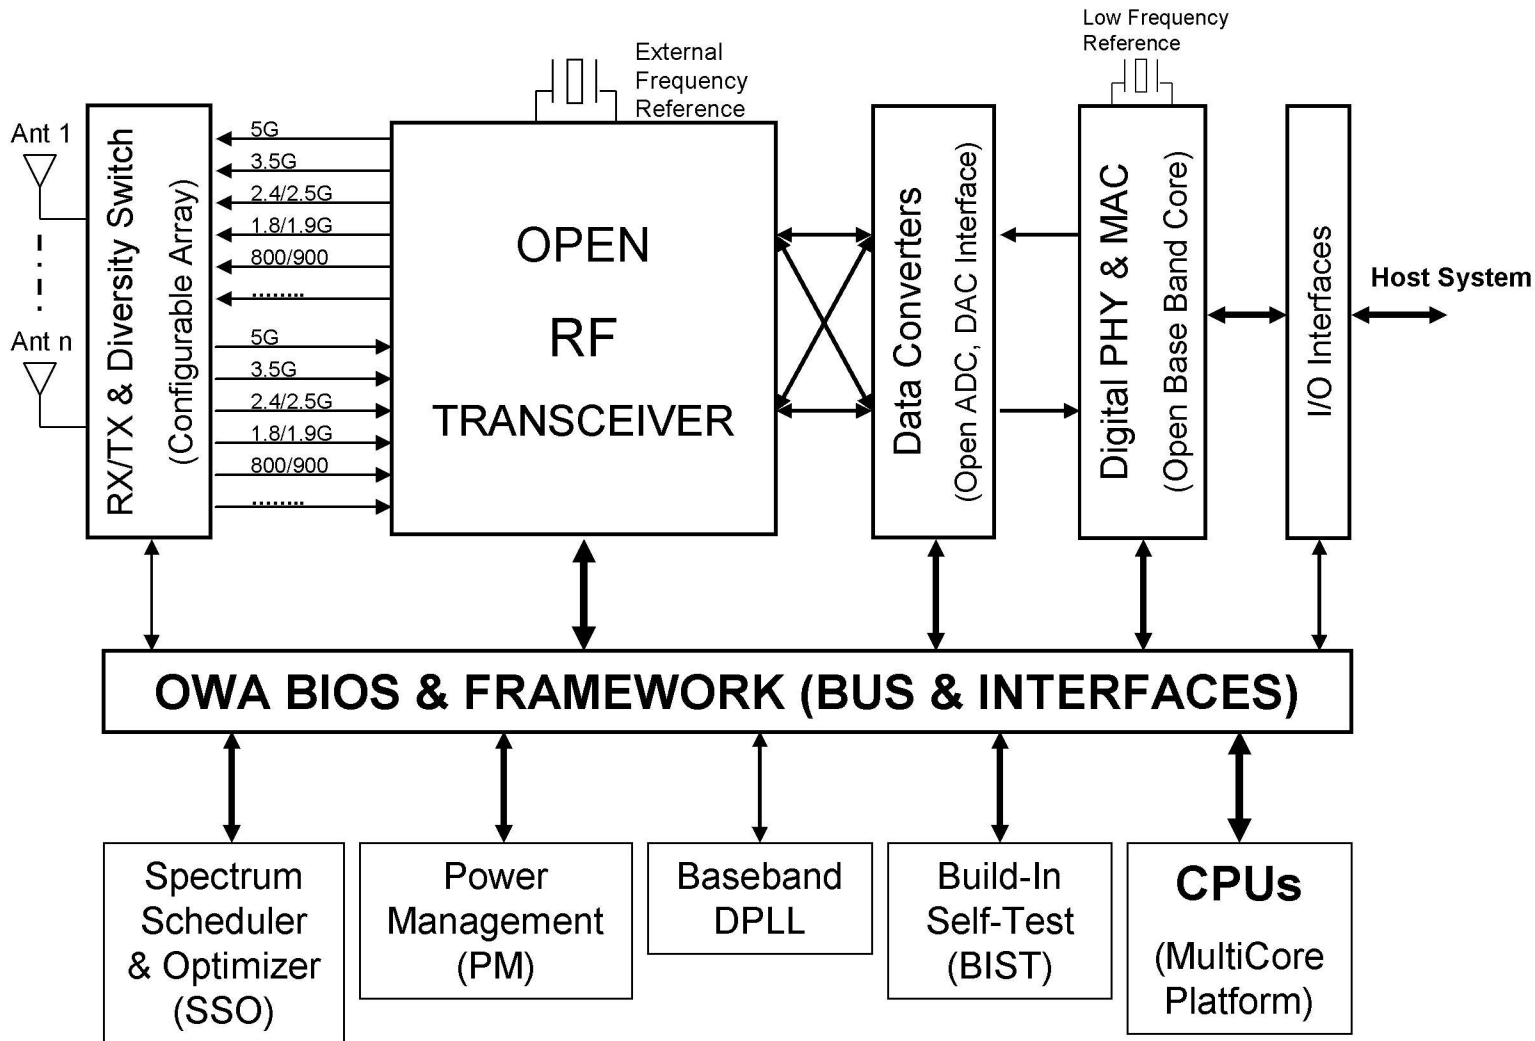 Low Frequency
Reference
External
Frequency
Reference
Ant 1
Ant n
RX/TX & Diversity Switch
(Configurable Array)
5G
3.5G
2.4/2.5G
1.8/1.9G
800/900
........
5G
3.5G
2.4/2.5G
1.8/1.9G
800/900
........
OPEN
RF
TRANSCEIVER
Data Converters
(Open ADC, DAC Interface)
Digital PHY & MAC
(Open Base Band Core)
I/O Interfaces
Host System
OWA BIOS & FRAMEWORK (BUS & INTERFACES)
Spectrum
Scheduler
& Optimizer
(SSO)
Power
Management
(PM)
Baseband
DPLL
Build-In
Self-Test
(BIST)
CPUs
(MultiCore
Platform)